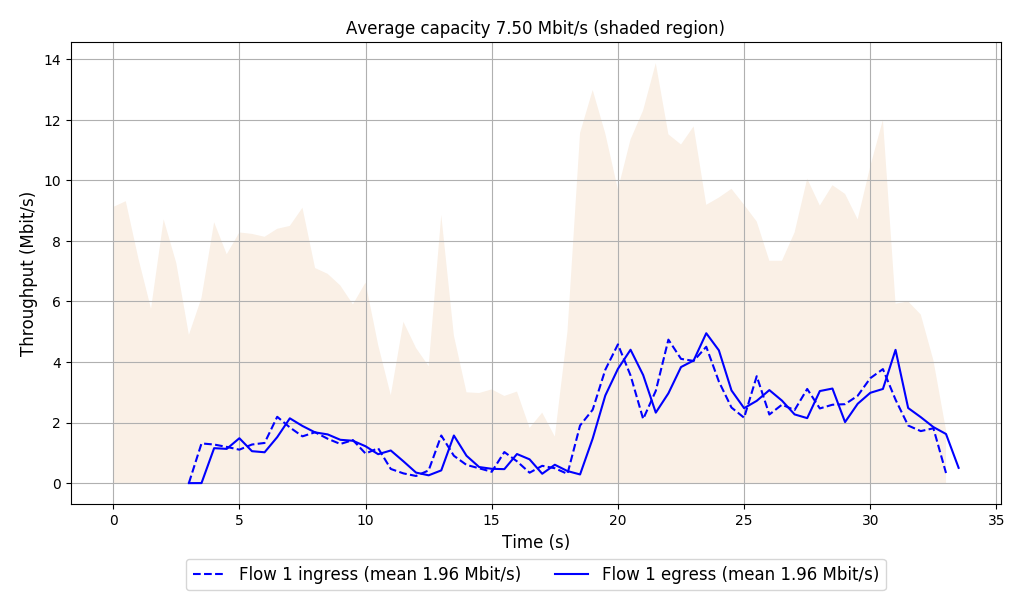 Average capacity 7.50 Mbit/s (shaded region)
14
12
10
8
6
4
2
0
Throughput (Mbit/s)
0 5 10 15 20 25 30 35
Time (s)
Flow 1 ingress (mean 1.96 Mbit/s) Flow 1 egress (mean 1.96 Mbit/s)